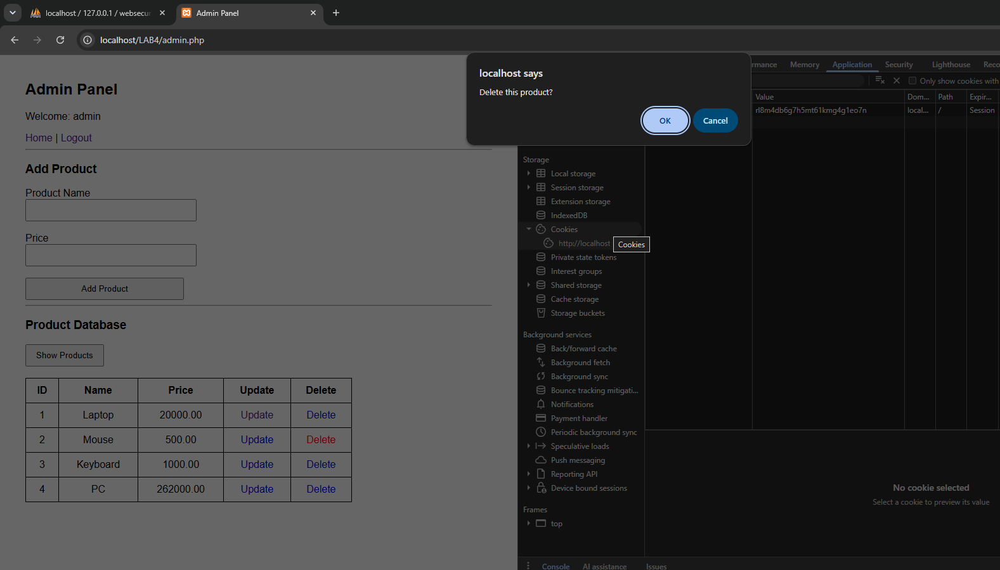 localhost / 127.0.0.1 / websecur
Admin Panel
localhost/LAB4/admin.php
localhost says
Delete this product?
OK
Cancel
Admin Panel
Welcome: admin
Home | Logout
Add Product
Product Name
Price
Add Product
Product Database
Show Products
ID Name Price Update Delete
1 Laptop 20000.00 Update Delete
2 Mouse 500.00 Update Delete
3 Keyboard 1000.00 Update Delete
4 PC 262000.00 Update Delete
rmance Memory Application Security Lighthouse Reco
Only show cookies with
Value Dom... Path Expir...
rl8m4db6g7h5mt61kmg4g1eo7n local... / Session
Storage
Local storage
Session storage
Extension storage
IndexedDB
Cookies
http://localhost
Cookies
Private state tokens
Interest groups
Shared storage
Cache storage
Storage buckets
Background services
Back/forward cache
Background fetch
Background sync
Bounce tracking mitigati...
Notifications
Payment handler
Periodic background sync
Speculative loads
Push messaging
Reporting API
Device bound sessions
Frames
top
No cookie selected
Select a cookie to preview its value
Console AI assistance Issues